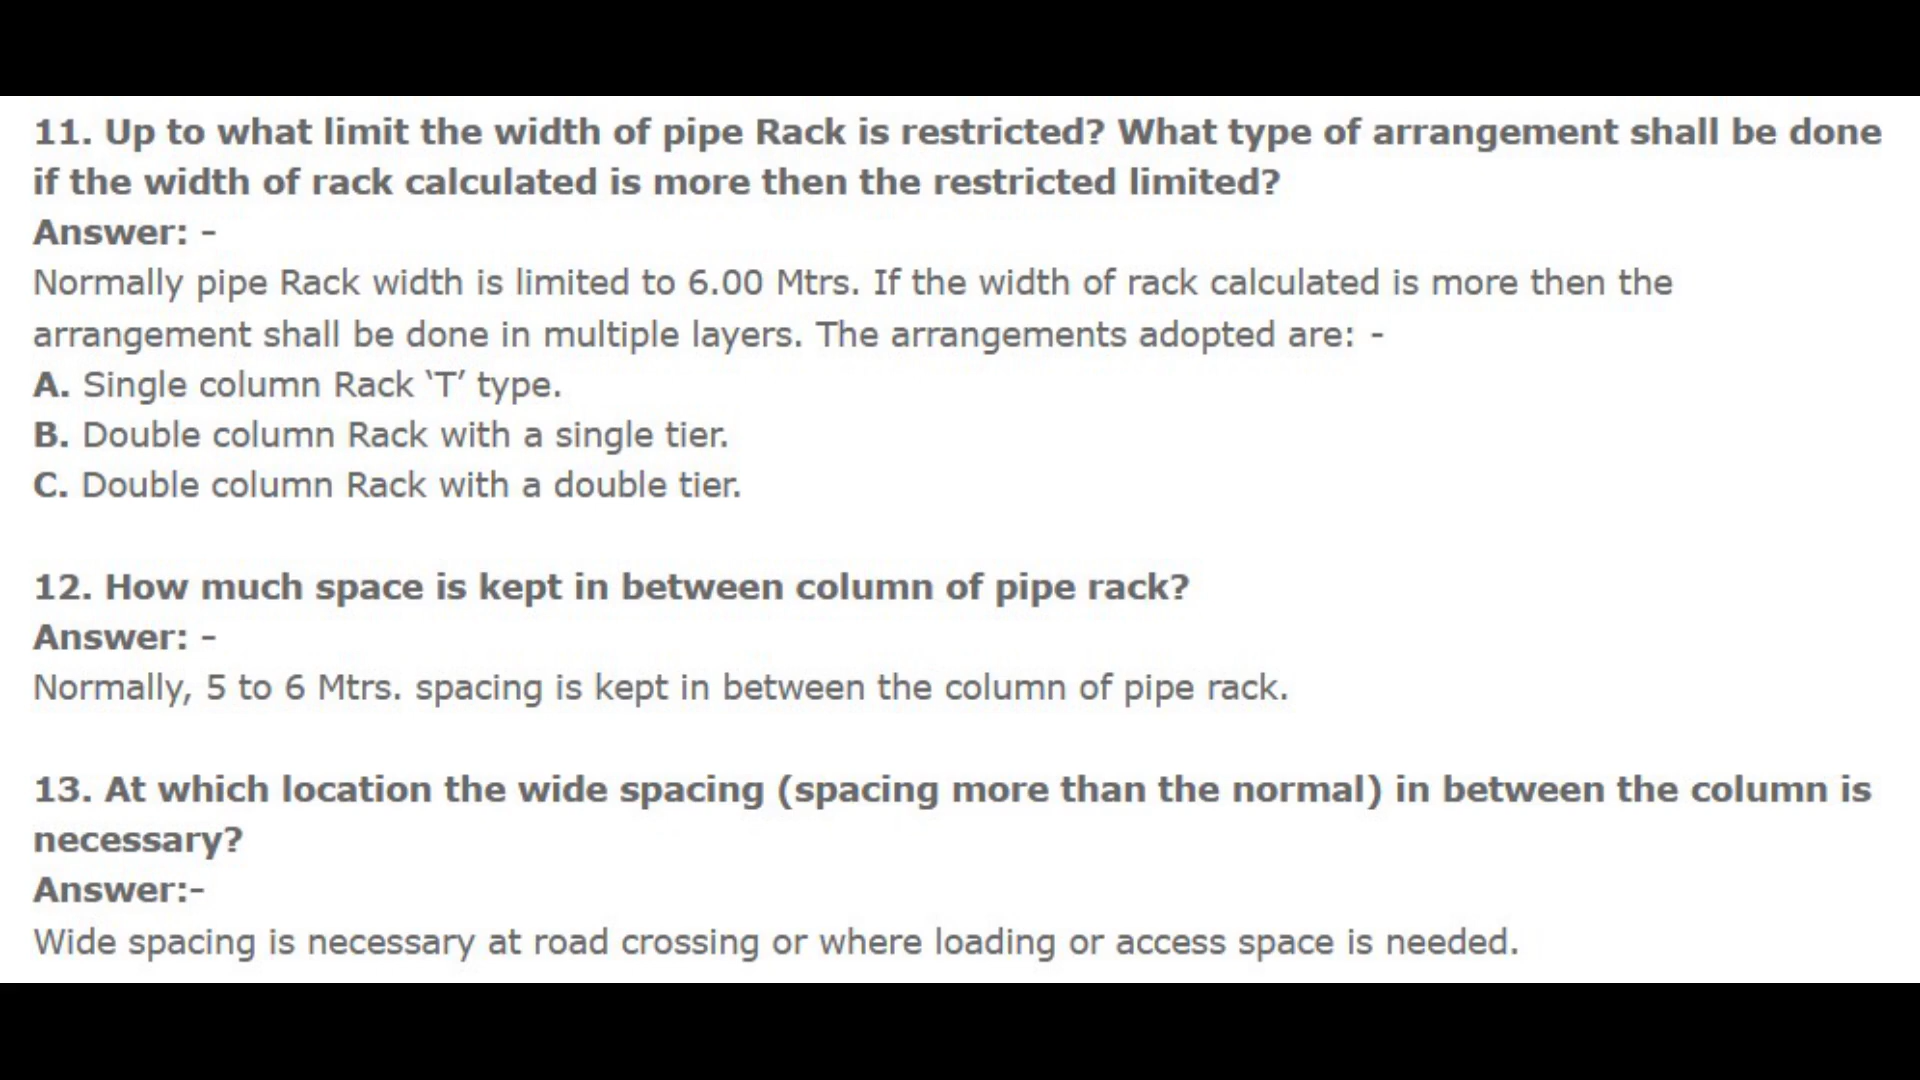 11. Up to what limit the width of pipe Rack is restricted? What type of arrangement shall be done
if the width of rack calculated is more then the restricted limited?
Answer: -
Normally pipe Rack width is limited to 6.00 Mtrs. If the width of rack calculated is more then the
arrangement shall be done in multiple layers. The arrangements adopted are: -
A. Single column Rack ‘T’ type.
B. Double column Rack with a single tier.
C. Double column Rack with a double tier.
12. How much space is kept in between column of pipe rack?
Answer: -
Normally, 5 to 6 Mtrs. spacing is kept in between the column of pipe rack.
13. At which location the wide spacing (spacing more than the normal) in between the column is
necessary?
Answer:-
Wide spacing is necessary at road crossing or where loading or access space is needed.